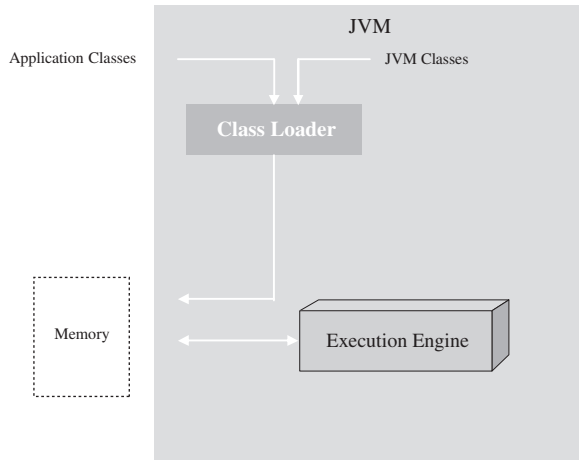 JVM
Application Classes
JVM Classes
Class Loader
Memory
Execution Engine